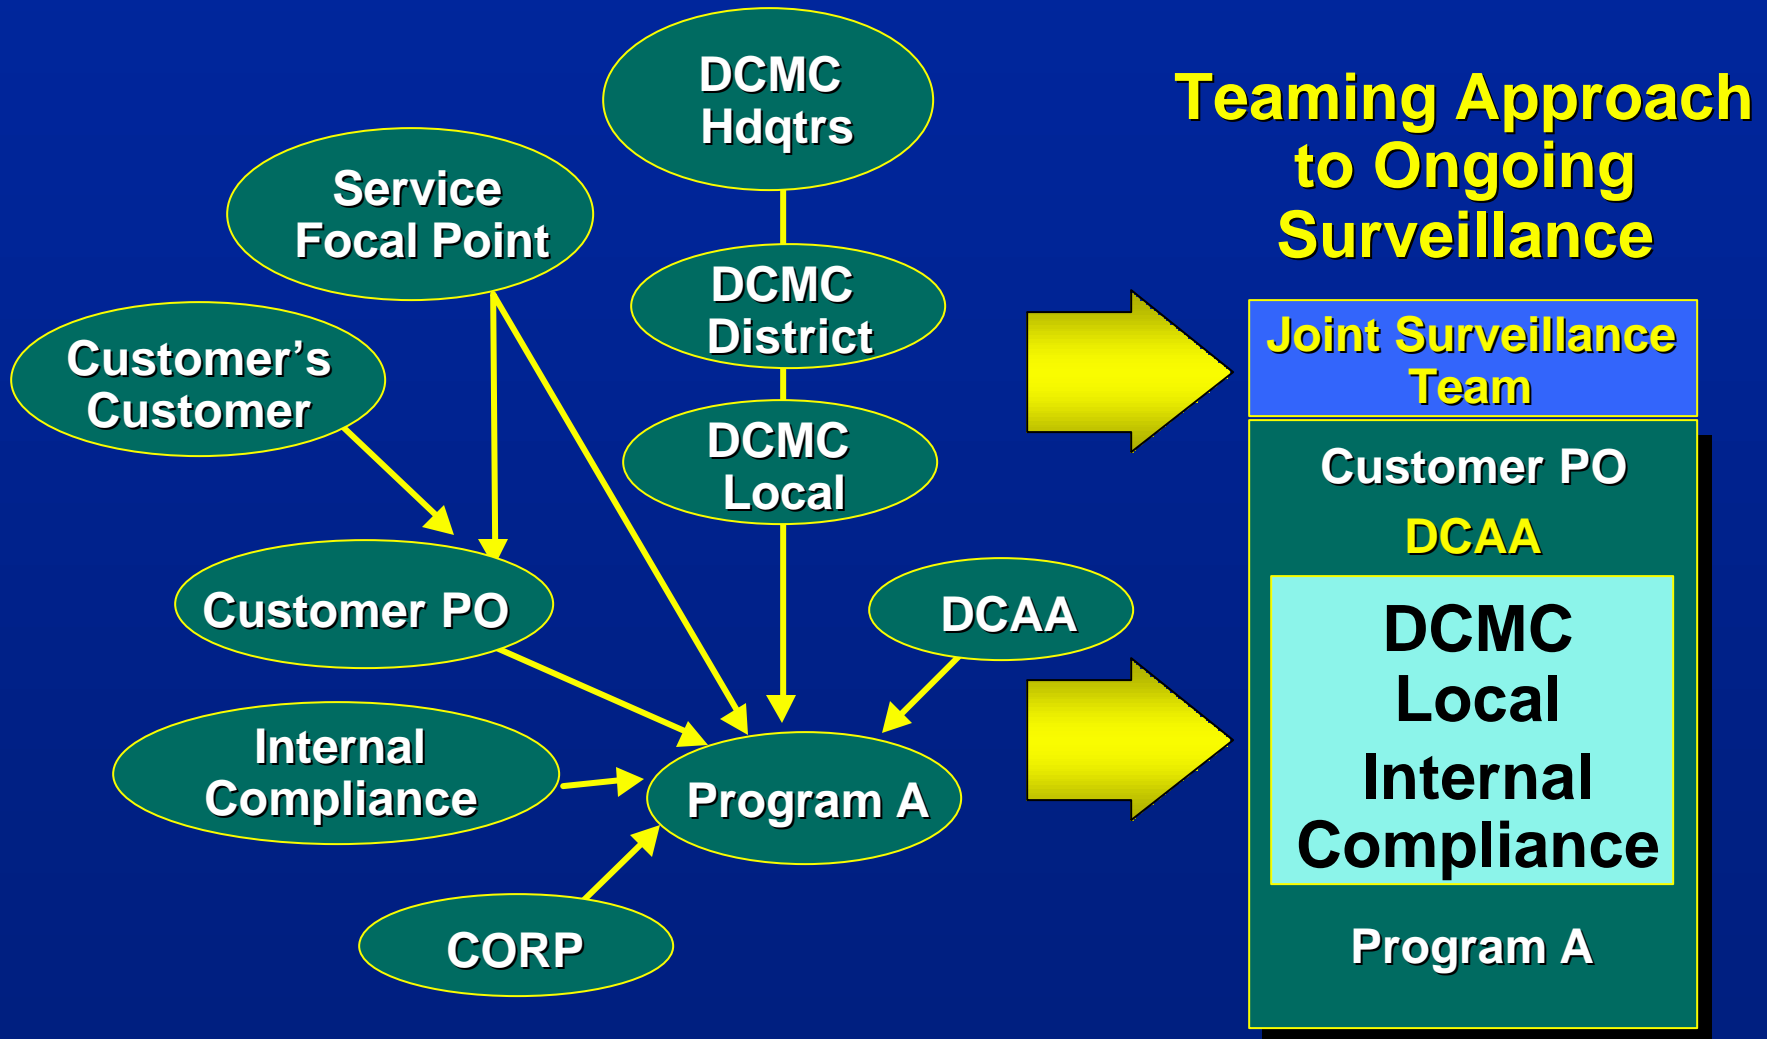 DCMC
Hdqtrs
Service
Focal Point
DCMC
District
Customer’s
Customer
DCMC
Local
Customer PO
DCAA
Internal
Compliance
Program A
CORP
Teaming Approach
to Ongoing
Surveillance
Joint Surveillance
Team
Customer PO
DCAA
DCMC
Local
Internal
Compliance
Program A